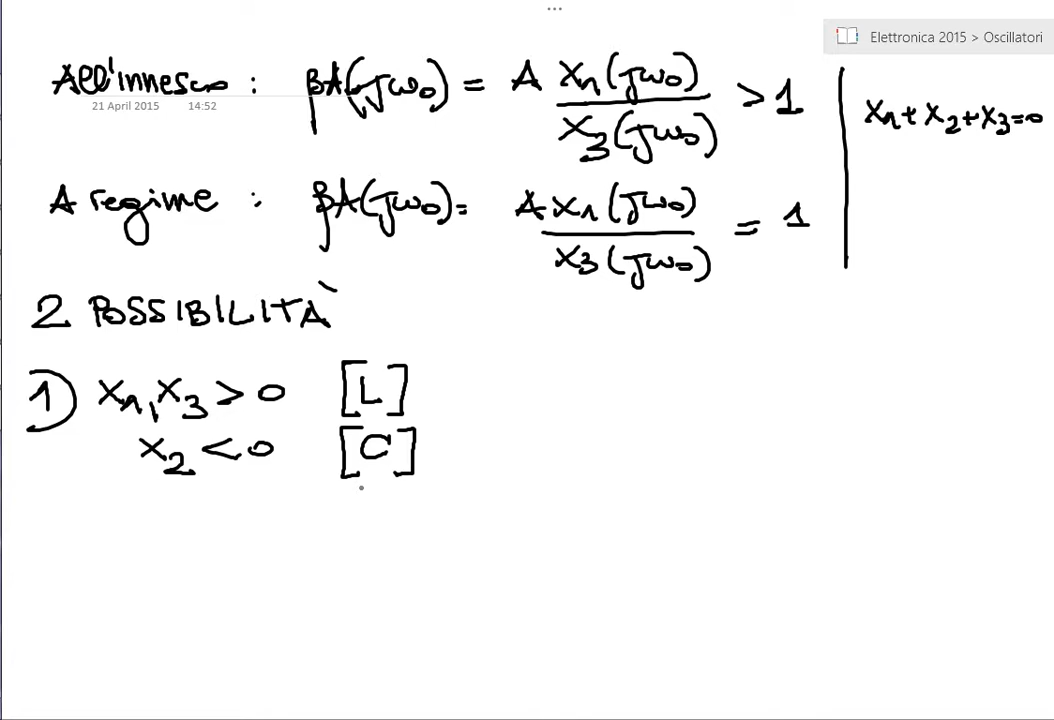 ...
Elettronica 2015 > Oscillatori
All'innesco : βA(jω₀) = A X₁(jω₀) / X₃(jω₀) > 1
X₁+X₂+X₃=0
21 April 2015 14:52
A regime : βA(jω₀) = A X₁(jω₀) / X₃(jω₀) = 1
2 POSSIBILITÀ
1) X₁, X₃ > 0 [L]
X₂ < 0 [C]